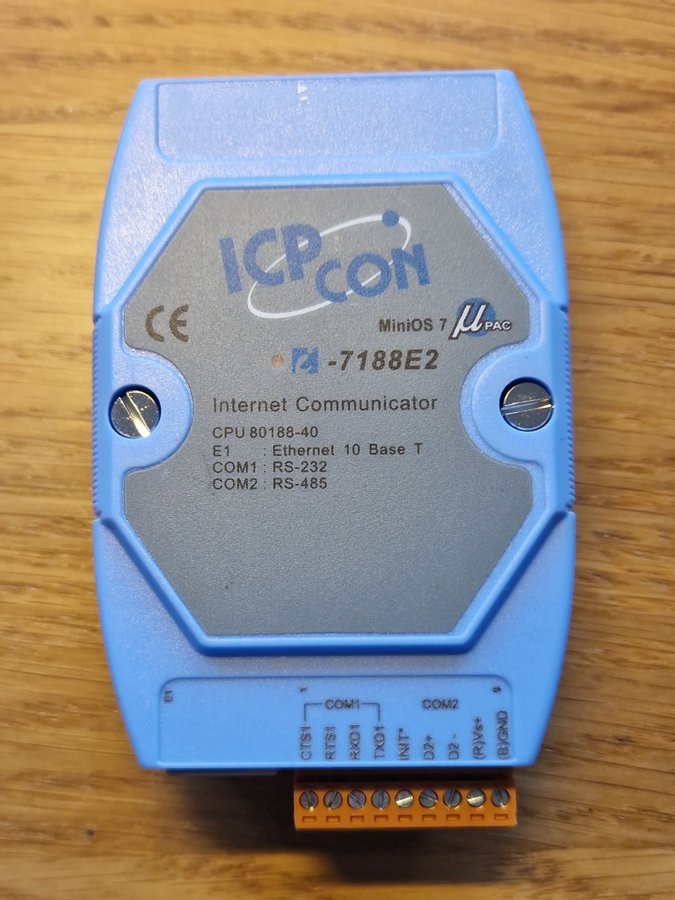 ICP CON
CE
MiniOS 7 µPAC
-7188E2
Internet Communicator
CPU 80188-40
E1 : Ethernet 10 Base T
COM1 : RS-232
COM2 : RS-485
E1
1
9
COM1
COM2
CTS1
RTS1
RXD1
TXD1
INIT*
D2+
D2-
(R)Vs+
(B)GND